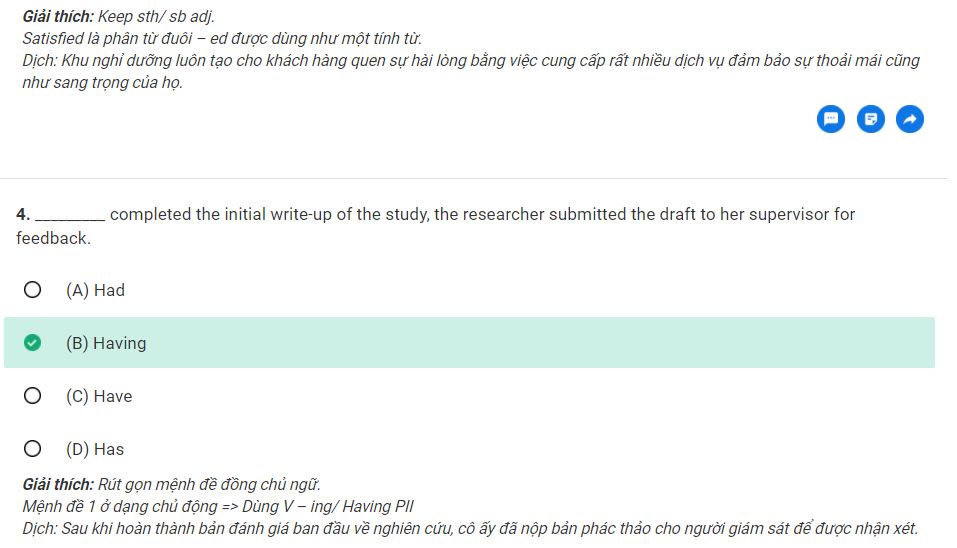 Giải thích: Keep sth/ sb adj.
Satisfied là phân từ đuôi – ed được dùng như một tính từ.
Dịch: Khu nghỉ dưỡng luôn tạo cho khách hàng quen sự hài lòng bằng việc cung cấp rất nhiều dịch vụ đảm bảo sự thoải mái cũng
như sang trọng của họ.
4. _________ completed the initial write-up of the study, the researcher submitted the draft to her supervisor for
feedback.
(A) Had
(B) Having
(C) Have
(D) Has
Giải thích: Rút gọn mệnh đề đồng chủ ngữ.
Mệnh đề 1 ở dạng chủ động => Dùng V – ing/ Having PII
Dịch: Sau khi hoàn thành bản đánh giá ban đầu về nghiên cứu, cô ấy đã nộp bản phác thảo cho người giám sát để được nhận xét.